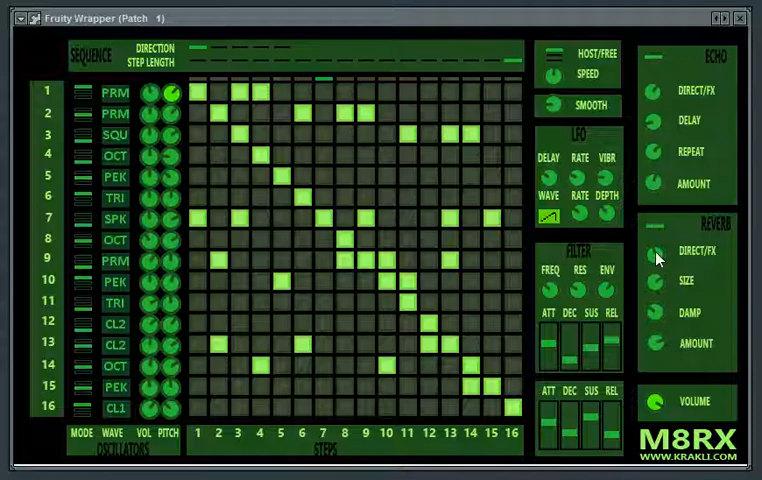 Fruity Wrapper (Patch 1)
SEQUENCE
DIRECTION
STEP LENGTH
HOST/FREE
SPEED
SMOOTH
ECHO
DIRECT/FX
DELAY
REPEAT
AMOUNT
1 PRM
2 PRM
3 SQU
4 OCT
5 PEK
6 TRI
7 SPK
8 OCT
9 PRM
10 PEK
11 TRI
12 CL2
13 CL2
14 OCT
15 PEK
16 CL1
LFO
DELAY RATE VIBR
WAVE RATE DEPTH
REVERB
DIRECT/FX
SIZE
DAMP
AMOUNT
FILTER
FREQ RES ENV
ATT DEC SUS REL
ATT DEC SUS REL
VOLUME
MODE WAVE VOL PITCH
OSCILLATORS
1 2 3 4 5 6 7 8 9 10 11 12 13 14 15 16
STEPS
M8RX
WWW.KRAKLI.COM